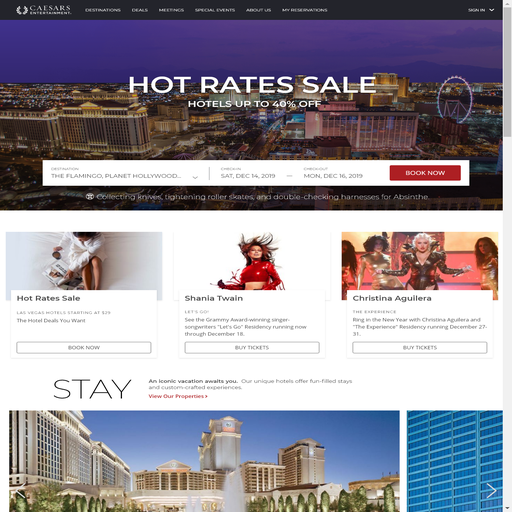 CAESARS
ENTERTAINMENT.
DESTINATIONS
DEALS
MEETINGS
SPECIAL EVENTS
ABOUT US
MY RESERVATIONS
SIGN IN
HOT RATES SALE
HOTELS UP TO 40% OFF
DESTINATION
THE FLAMINGO, PLANET HOLLYWOOD...
CHECK-IN
SAT, DEC 14, 2019
—
CHECKOUT
MON, DEC 16, 2019
BOOK NOW
Collecting knives, tightening roller skates, and double-checking harnesses for Absinthe.
Hot Rates Sale
LAS VEGAS HOTELS STARTING AT $29
The Hotel Deals You Want
BOOK NOW
Shania Twain
LET'S GO!
See the Grammy Award-winning singer-
songwriters "Let's Go" Residency running now
through December 18.
BUY TICKETS
Christina Aguilera
THE EXPERIENCE
Ring in the New Year with Christina Aguilera and
"The Experience" Residency running December 27-
31.
BUY TICKETS
STAY
An iconic vacation awaits you. Our unique hotels offer fun-filled stays
and custom-crafted experiences.
View Our Properties